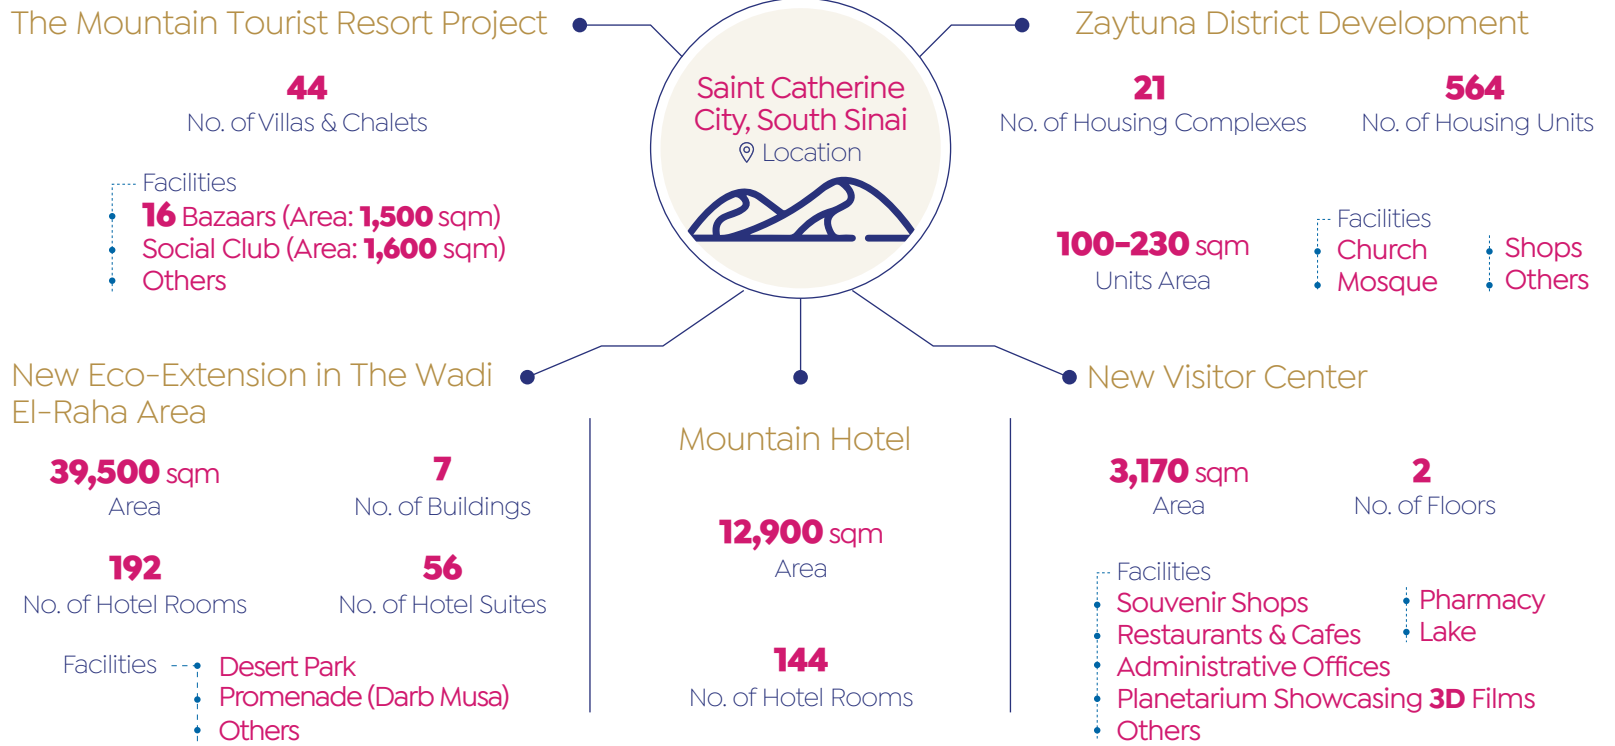 The Mountain Tourist Resort Project
44
No. of Villas & Chalets
Facilities
16 Bazaars (Area: 1,500 sqm)
Social Club (Area: 1,600 sqm)
Others
Saint Catherine
City, South Sinai
Location
Zaytuna District Development
21
No. of Housing Complexes
564
No. of Housing Units
100-230 sqm
Units Area
Facilities
Church
Mosque
Shops
Others
New Eco-Extension in The Wadi
El-Raha Area
39,500 sqm
Area
7
No. of Buildings
192
No. of Hotel Rooms
56
No. of Hotel Suites
Facilities
Desert Park
Promenade (Darb Musa)
Others
Mountain Hotel
12,900 sqm
Area
144
No. of Hotel Rooms
New Visitor Center
3,170 sqm
Area
2
No. of Floors
Facilities
Souvenir Shops
Restaurants & Cafes
Administrative Offices
Planetarium Showcasing 3D Films
Others
Pharmacy
Lake